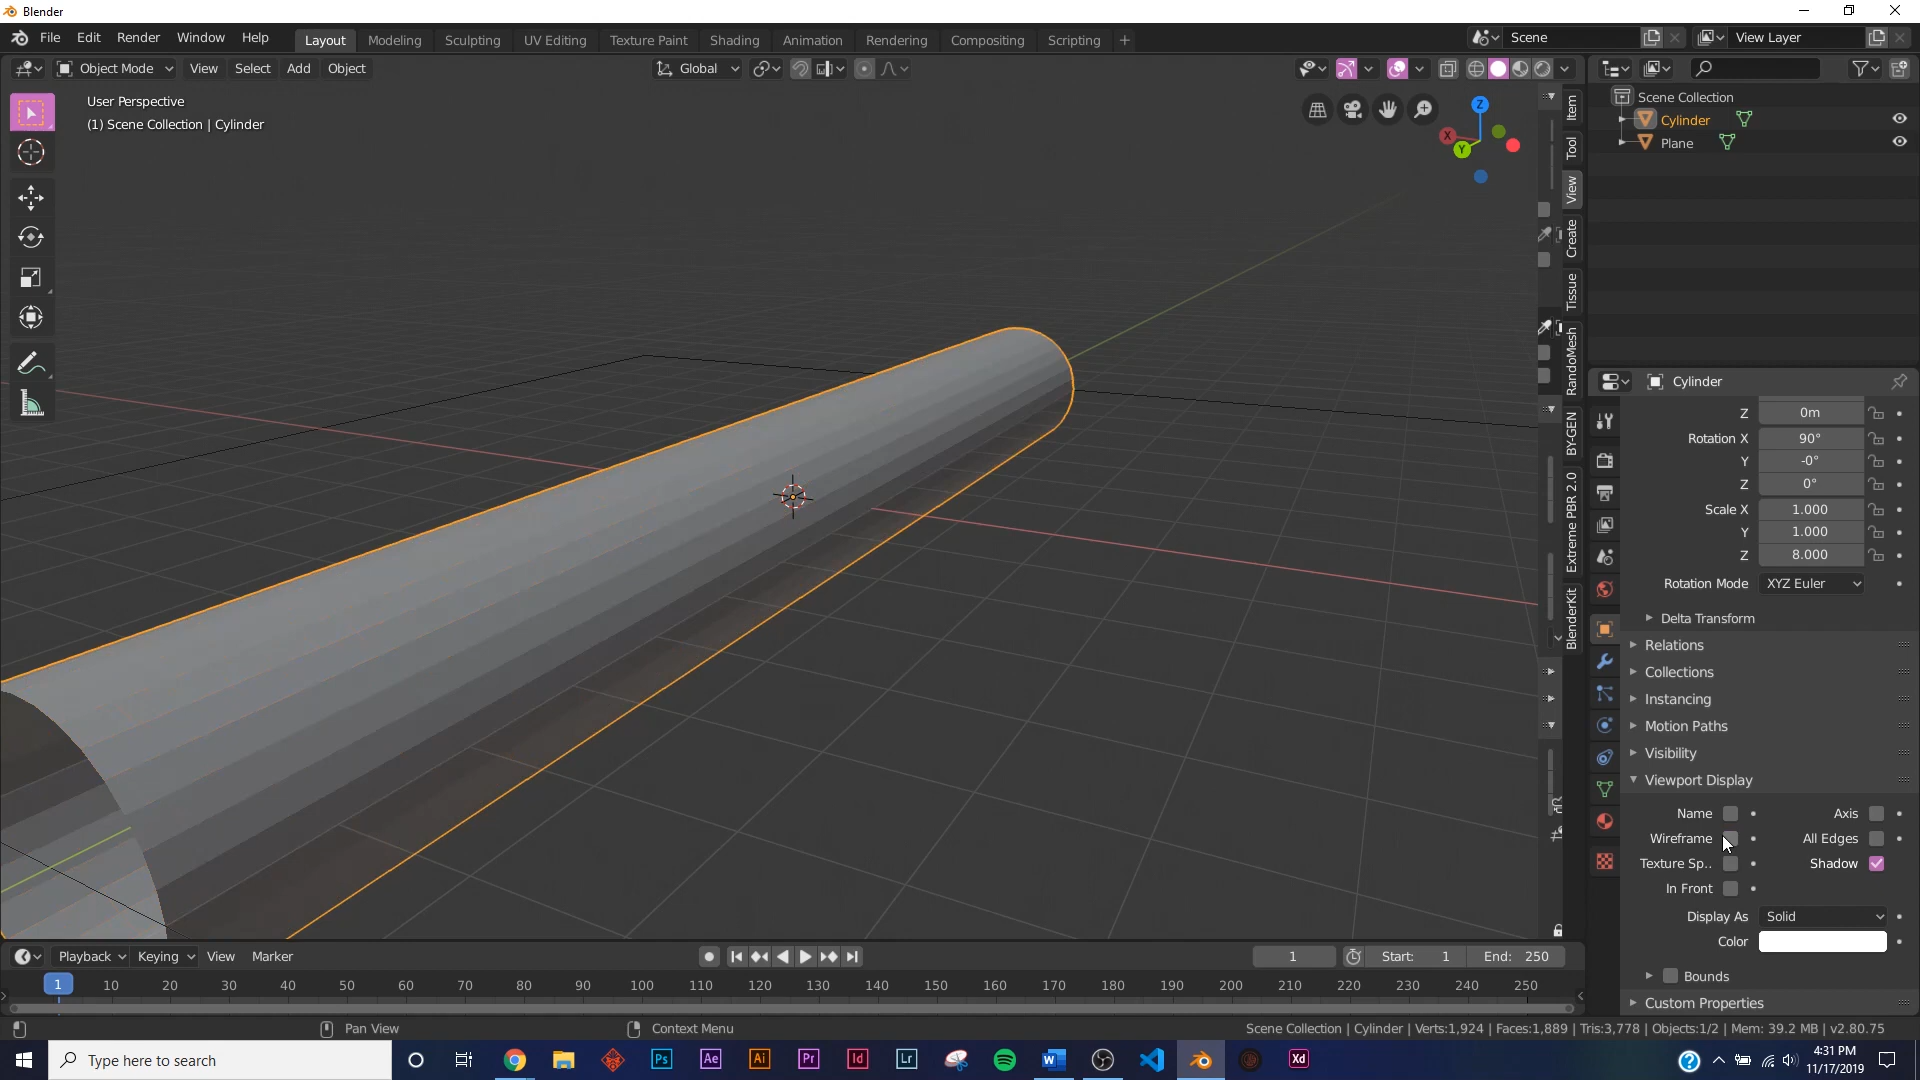 Blender
File Edit Render Window Help Layout Modeling Sculpting UV Editing Texture Paint Shading Animation Rendering Compositing Scripting + Scene View Layer
Object Mode View Select Add Object Global
User Perspective
(1) Scene Collection | Cylinder
Z
X
Y
Item
Tool
View
Create
Tissue
RandoMesh
BY-GEN
Extreme PBR 2.0
BlenderKit
Scene Collection
Cylinder
Plane
Cylinder
Z 0m
Rotation X 90°
Y -0°
Z 0°
Scale X 1.000
Y 1.000
Z 8.000
Rotation Mode XYZ Euler
Delta Transform
Relations
Collections
Instancing
Motion Paths
Visibility
Viewport Display
Name Axis
Wireframe All Edges
Texture Sp.. Shadow
In Front
Display As Solid
Color
Bounds
Custom Properties
Playback Keying View Marker 1 Start: 1 End: 250
1 10 20 30 40 50 60 70 80 90 100 110 120 130 140 150 160 170 180 190 200 210 220 230 240 250
Pan View Context Menu Scene Collection | Cylinder | Verts:1,924 | Faces:1,889 | Tris:3,778 | Objects:1/2 | Mem: 39.2 MB | v2.80.75
Type here to search Ps Ae Ai Pr Id Lr W Xd ?
4:31 PM
11/17/2019